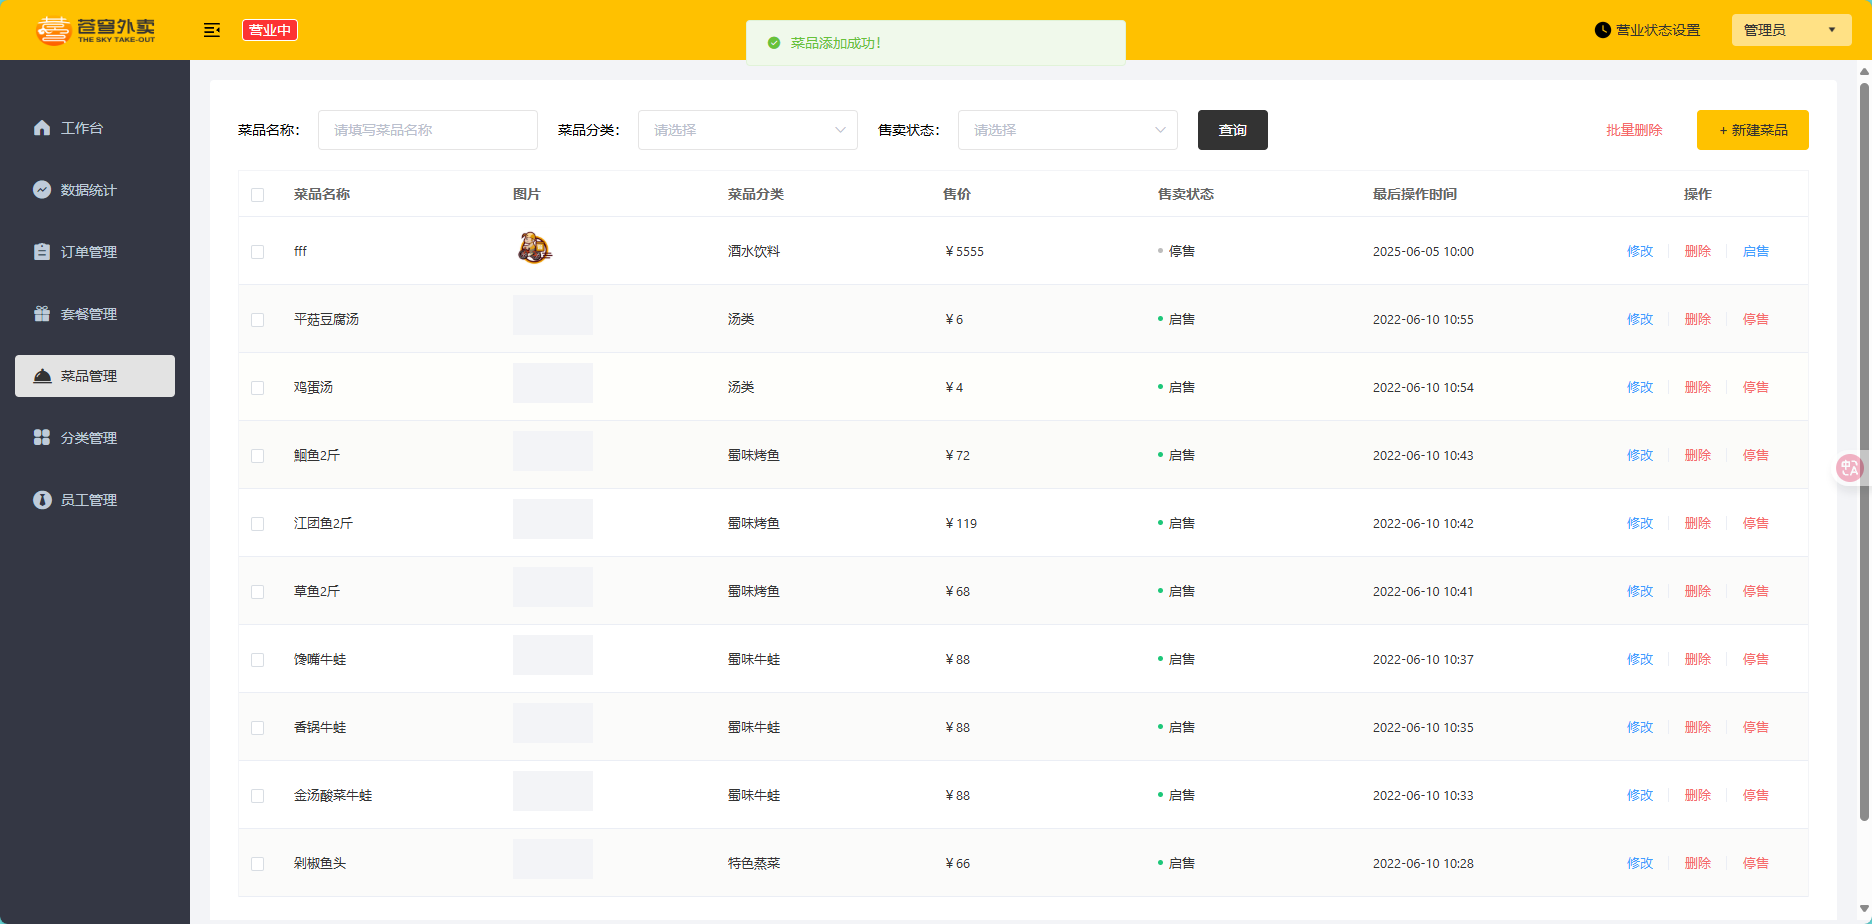 苍穹外卖
THE SKY TAKE-OUT
营业中
菜品添加成功!
营业状态设置
管理员
工作台
数据统计
订单管理
套餐管理
菜品管理
分类管理
员工管理
菜品名称: 请填写菜品名称 菜品分类: 请选择 售卖状态: 请选择 查询 批量删除 + 新建菜品
菜品名称 图片 菜品分类 售价 售卖状态 最后操作时间 操作
fff 酒水饮料 ￥5555 停售 2025-06-05 10:00 修改 删除 启售
平菇豆腐汤 汤类 ￥6 启售 2022-06-10 10:55 修改 删除 停售
鸡蛋汤 汤类 ￥4 启售 2022-06-10 10:54 修改 删除 停售
鮰鱼2斤 蜀味烤鱼 ￥72 启售 2022-06-10 10:43 修改 删除 停售
江团鱼2斤 蜀味烤鱼 ￥119 启售 2022-06-10 10:42 修改 删除 停售
草鱼2斤 蜀味烤鱼 ￥68 启售 2022-06-10 10:41 修改 删除 停售
馋嘴牛蛙 蜀味牛蛙 ￥88 启售 2022-06-10 10:37 修改 删除 停售
香锅牛蛙 蜀味牛蛙 ￥88 启售 2022-06-10 10:35 修改 删除 停售
金汤酸菜牛蛙 蜀味牛蛙 ￥88 启售 2022-06-10 10:33 修改 删除 停售
剁椒鱼头 特色蒸菜 ￥66 启售 2022-06-10 10:28 修改 删除 停售